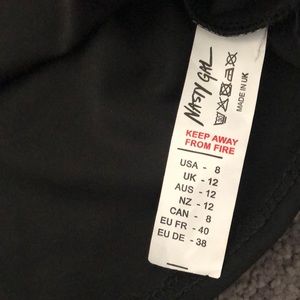 NASTY GAL
MADE IN UK
KEEP AWAY
FROM FIRE
USA - 8
UK - 12
AUS - 12
NZ - 12
CAN - 8
EU FR - 40
EU DE - 38